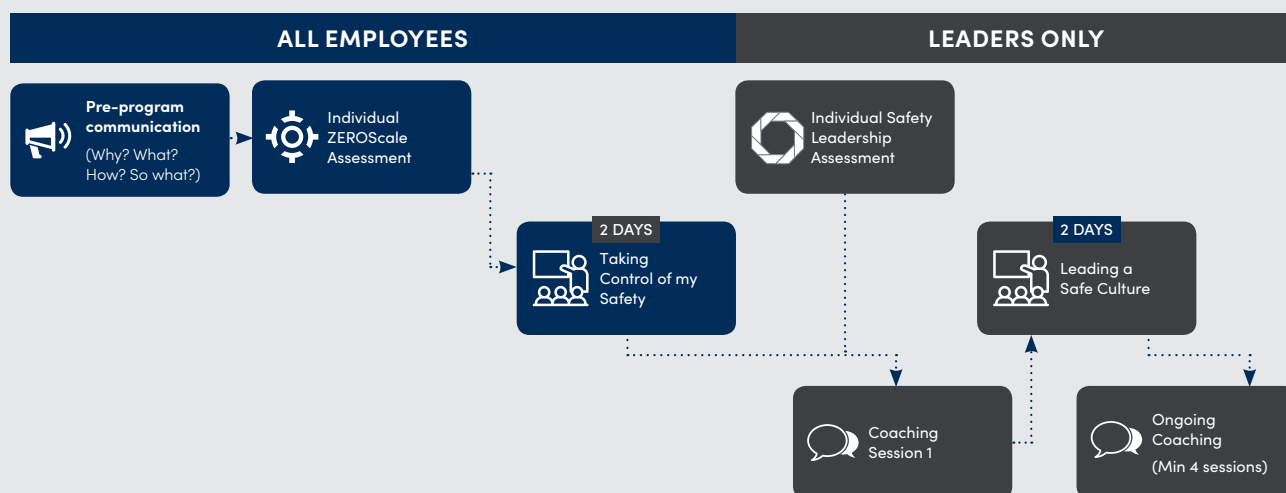 ALL EMPLOYEES
LEADERS ONLY
Pre-program
communication
(Why? What?
How? So what?)
Individual
ZEROScale
Assessment
Individual Safety
Leadership
Assessment
2 DAYS
Taking
Control of my
Safety
2 DAYS
Leading a
Safe Culture
Coaching
Session 1
Ongoing
Coaching
(Min 4 sessions)